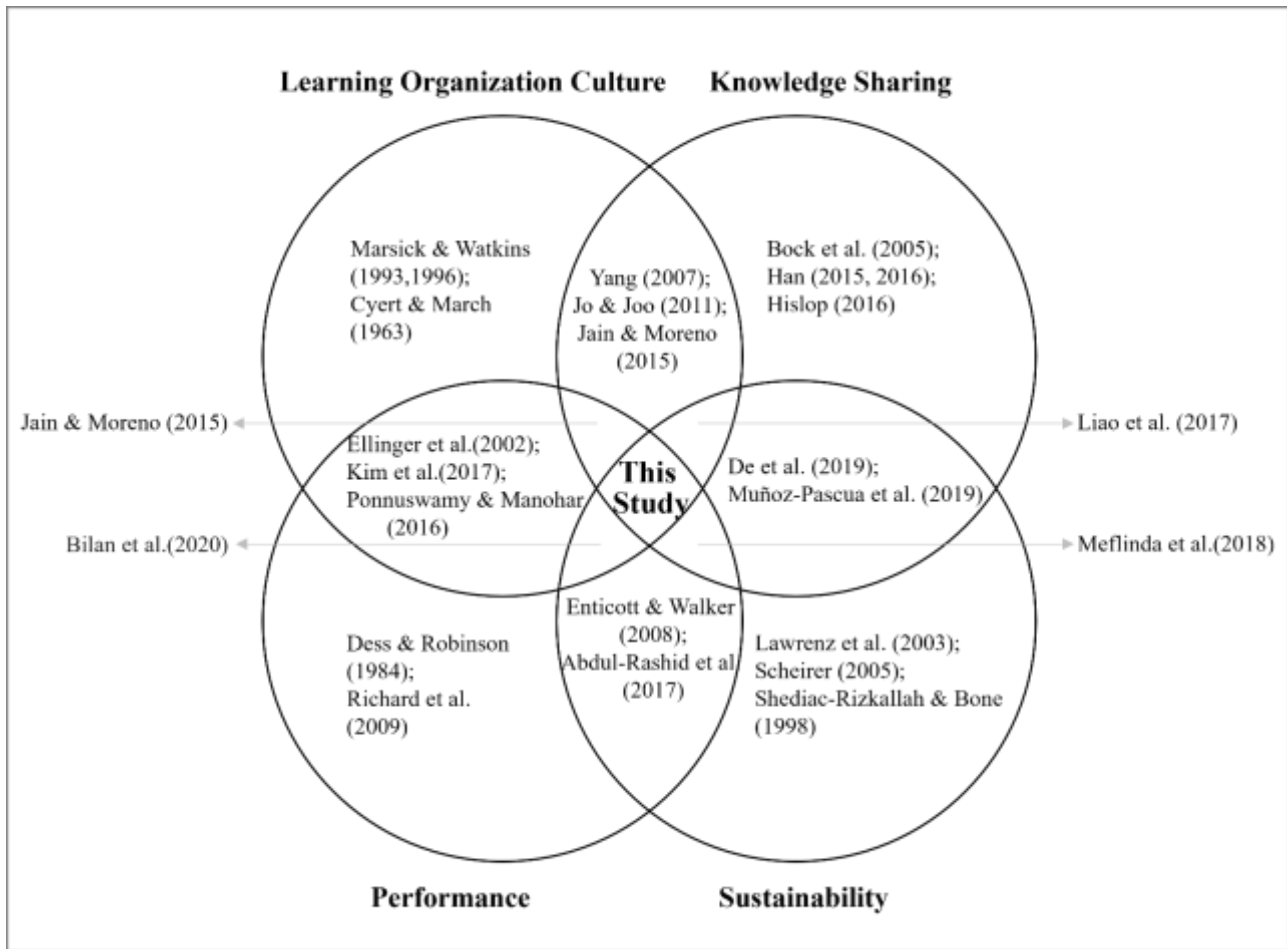 Learning Organization Culture
Knowledge Sharing
Marsick & Watkins
(1993,1996);
Cyert & March
(1963)
Yang (2007);
Jo & Joo (2011);
Jain & Moreno
(2015)
Bock et al. (2005);
Han (2015, 2016);
Hislop (2016)
Jain & Moreno (2015)
Liao et al. (2017)
Ellinger et al.(2002);
Kim et al.(2017);
Ponnuswamy & Manohar
(2016)
This
Study
De et al. (2019);
Muñoz-Pascua et al. (2019)
Bilan et al.(2020)
Meflinda et al.(2018)
Dess & Robinson
(1984);
Richard et al.
(2009)
Enticott & Walker
(2008);
Abdul-Rashid et al
(2017)
Lawrenz et al. (2003);
Scheirer (2005);
Shediac-Rizkallah & Bone
(1998)
Performance
Sustainability